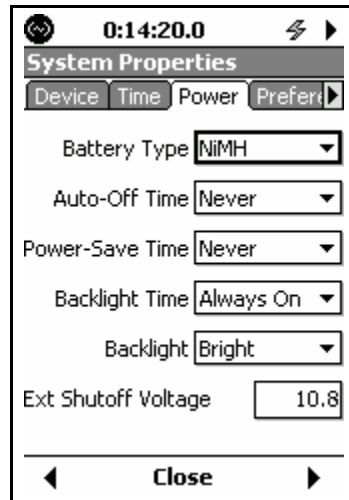 0:14:20.0
System Properties
Device Time Power Prefere
Battery Type NiMH
Auto-Off Time Never
Power-Save Time Never
Backlight Time Always On
Backlight Bright
Ext Shutoff Voltage 10.8
Close